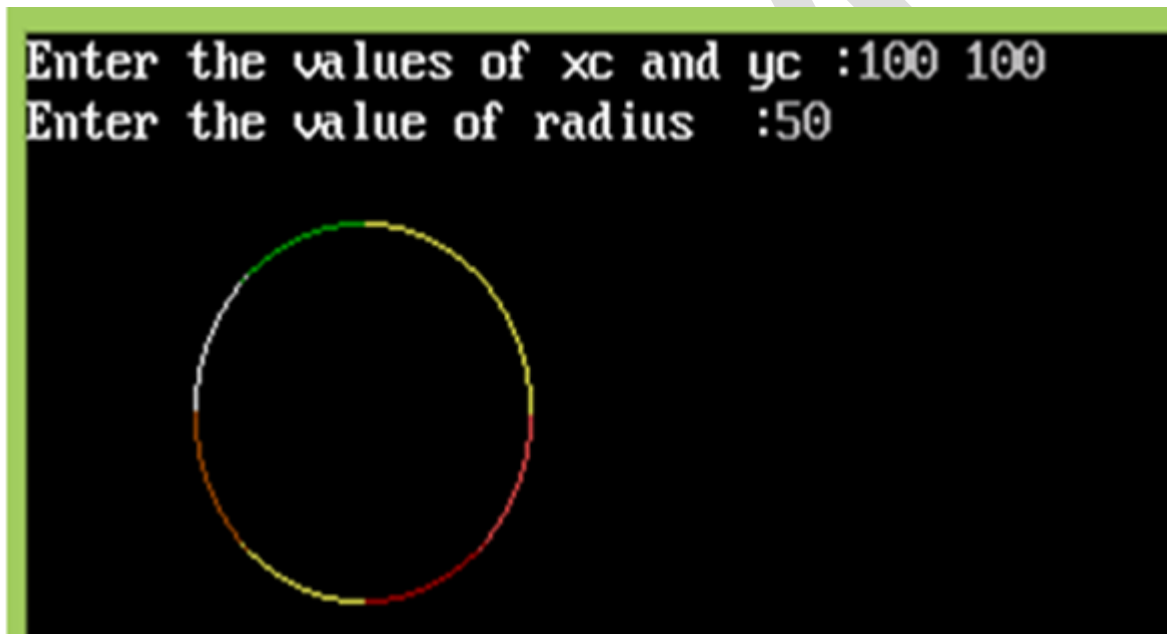 Enter the values of xc and yc :100 100
Enter the value of radius  :50